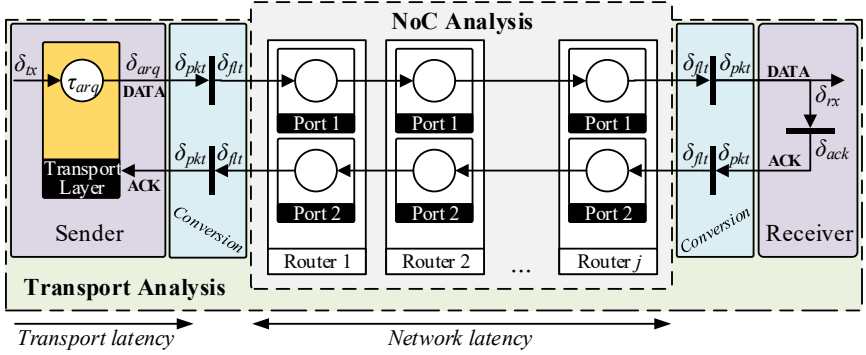 NoC Analysis
δtx
τarq
δarq
DATA
δpkt
δflt
Port 1
Port 1
Port 1
δflt
δpkt
DATA
δrx
Transport
Layer
ACK
δpkt
δflt
Port 2
Port 2
Port 2
δflt
δpkt
ACK
δack
Sender
Conversion
Router 1
Router 2
...
Router j
Conversion
Receiver
Transport Analysis
Transport latency
Network latency